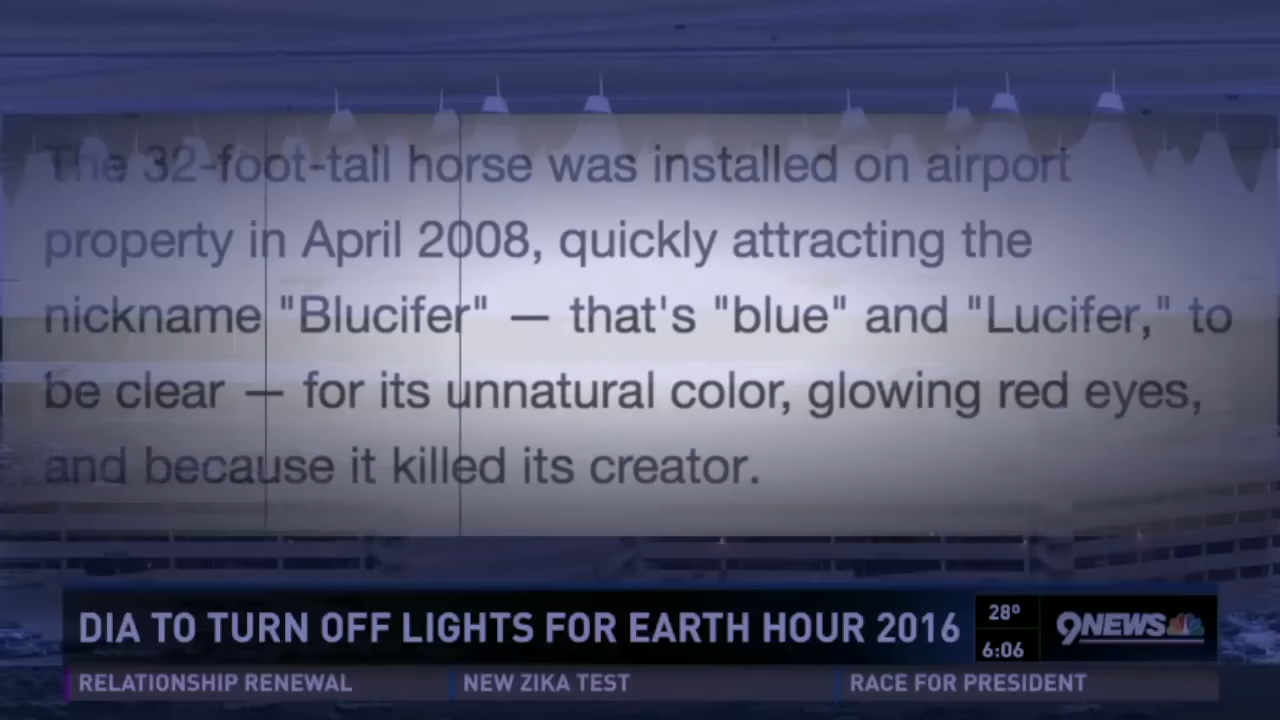 The 32-foot-tall horse was installed on airport
property in April 2008, quickly attracting the
nickname "Blucifer" — that's "blue" and "Lucifer," to
be clear — for its unnatural color, glowing red eyes,
and because it killed its creator.
DIA TO TURN OFF LIGHTS FOR EARTH HOUR 2016
28°
6:06
9NEWS
RELATIONSHIP RENEWAL
NEW ZIKA TEST
RACE FOR PRESIDENT